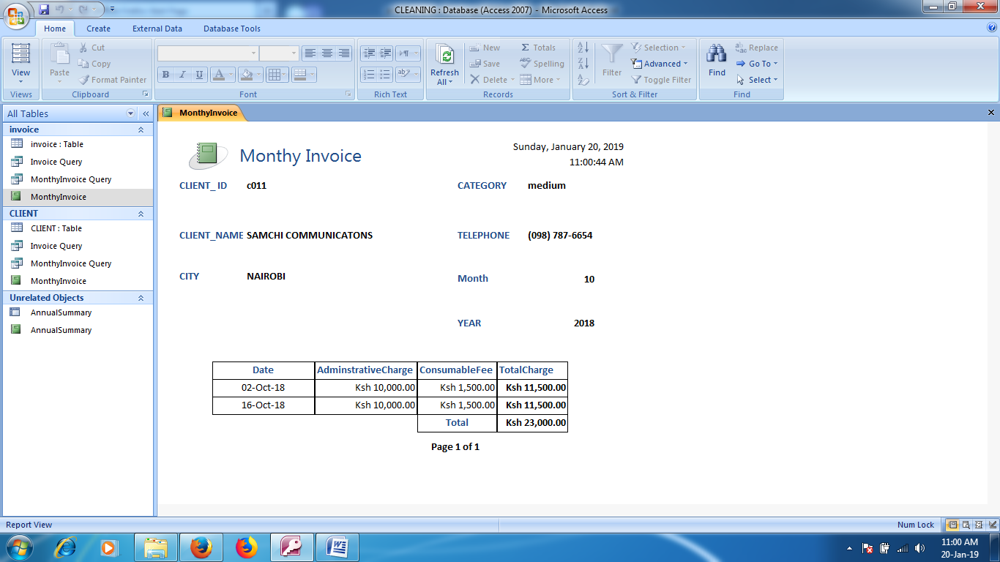 CLEANING : Database (Access 2007) - Microsoft Access
Home Create External Data Database Tools
View
Views
Paste
Cut
Copy
Format Painter
Clipboard
B I U A
Font
Rich Text
Refresh All
New
Save
Delete
Totals
Spelling
More
Records
Filter
Selection
Advanced
Toggle Filter
Sort & Filter
Find
Replace
Go To
Select
Find
All Tables
invoice
invoice : Table
Invoice Query
MonthyInvoice Query
MonthyInvoice
CLIENT
CLIENT : Table
Invoice Query
MonthyInvoice Query
MonthyInvoice
Unrelated Objects
AnnualSummary
AnnualSummary
MonthyInvoice
Monthy Invoice
Sunday, January 20, 2019
11:00:44 AM
CLIENT_ ID c011 CATEGORY medium
CLIENT_NAME SAMCHI COMMUNICATONS TELEPHONE (098) 787-6654
CITY NAIROBI Month 10
YEAR 2018
Date AdminstrativeCharge ConsumableFee TotalCharge
02-Oct-18 Ksh 10,000.00 Ksh 1,500.00 Ksh 11,500.00
16-Oct-18 Ksh 10,000.00 Ksh 1,500.00 Ksh 11,500.00
Total Ksh 23,000.00
Page 1 of 1
Report View Num Lock
11:00 AM
20-Jan-19